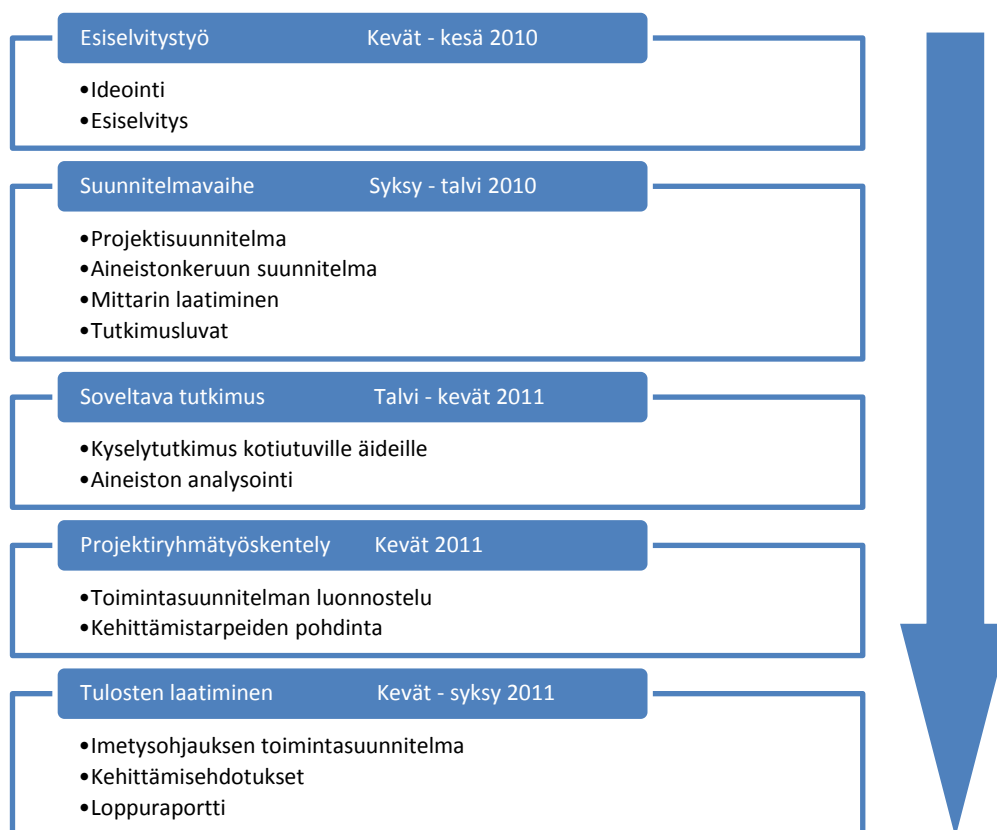 Esiselvitystyö Kevät - kesä 2010
•Ideointi
•Esiselvitys
Suunnitelmavaihe Syksy - talvi 2010
•Projektisuunnitelma
•Aineistonkeruun suunnitelma
•Mittarin laatiminen
•Tutkimusluvat
Soveltava tutkimus Talvi - kevät 2011
•Kyselytutkimus kotiutuville äideille
•Aineiston analysointi
Projektiryhmätyöskentely Kevät 2011
•Toimintasuunnitelman luonnostelu
•Kehittämistarpeiden pohdinta
Tulosten laatiminen Kevät - syksy 2011
•Imetysohjauksen toimintasuunnitelma
•Kehittämisehdotukset
•Loppuraportti